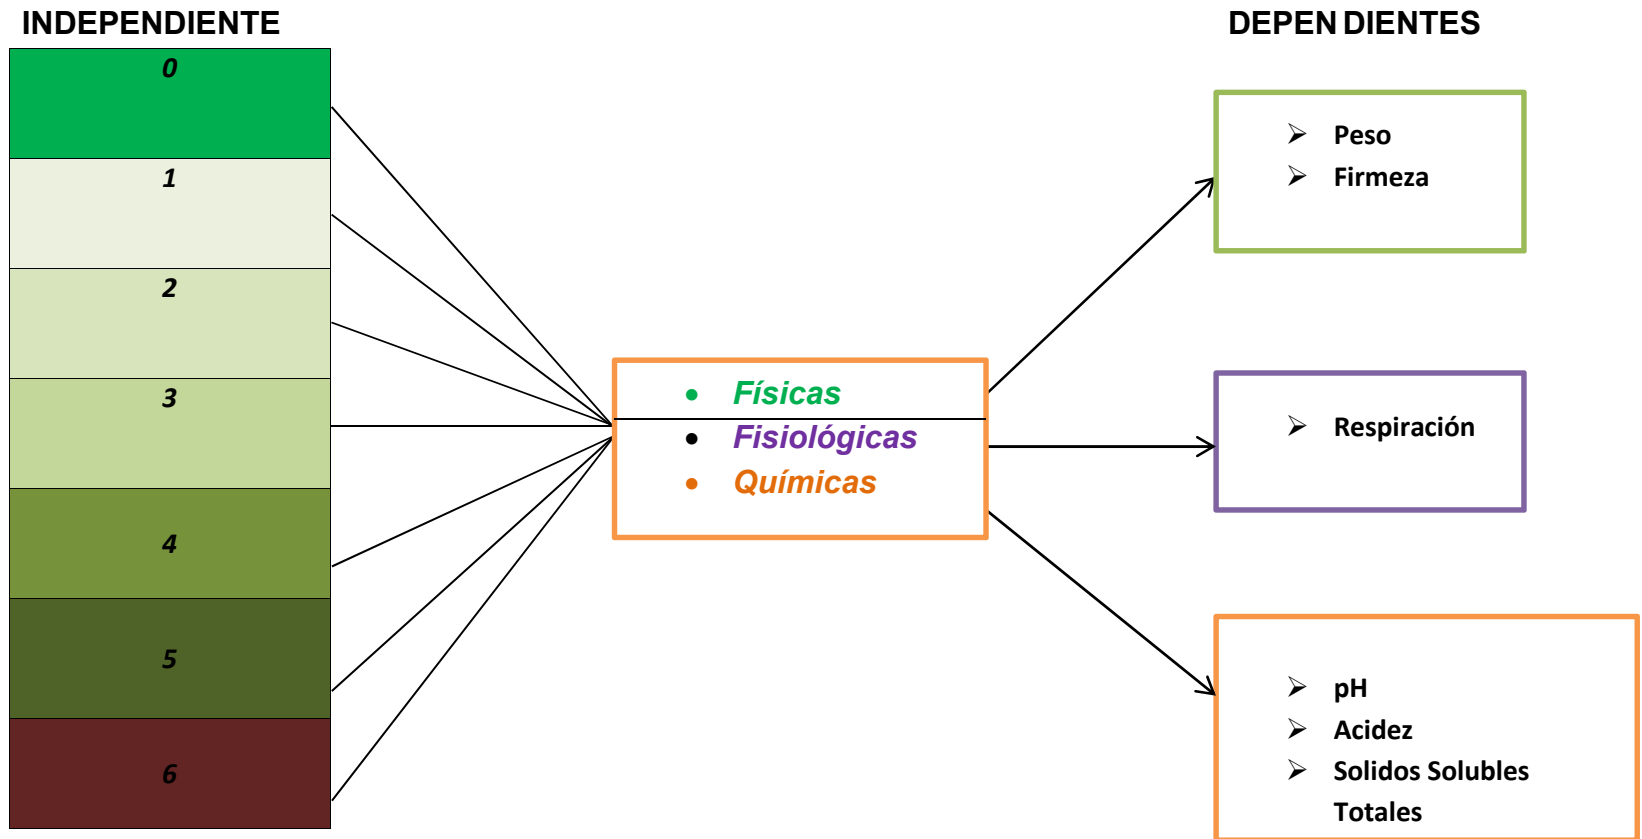 INDEPENDIENTE
DEPEN DIENTES
0
1
2
3
4
5
6
• Físicas
• Fisiológicas
• Químicas
➢ Peso
➢ Firmeza
➢ Respiración
➢ pH
➢ Acidez
➢ Solidos Solubles
Totales